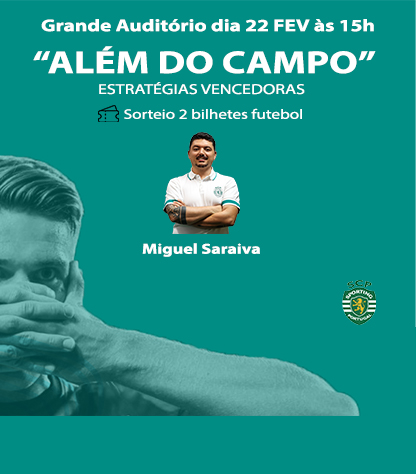 Grande Auditório dia 22 FEV às 15h
“ALÉM DO CAMPO”
ESTRATÉGIAS VENCEDORAS
Sorteio 2 bilhetes futebol
Miguel Saraiva
S.C.P.
SPORTING
PORTUGAL